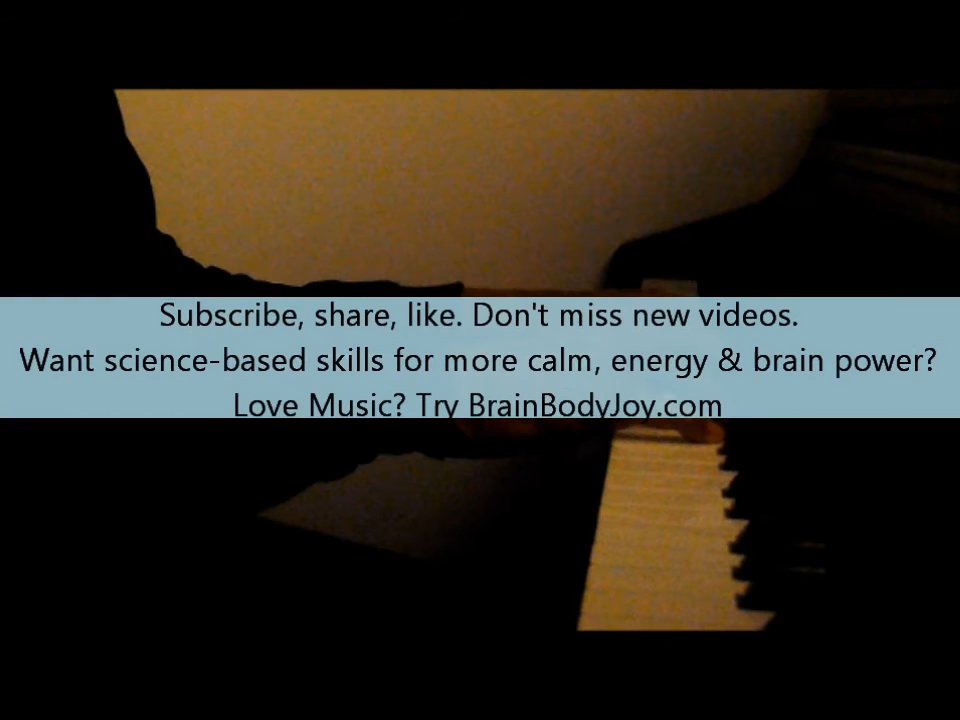 Subscribe, share, like. Don't miss new videos.
Want science-based skills for more calm, energy & brain power?
Love Music? Try BrainBodyJoy.com